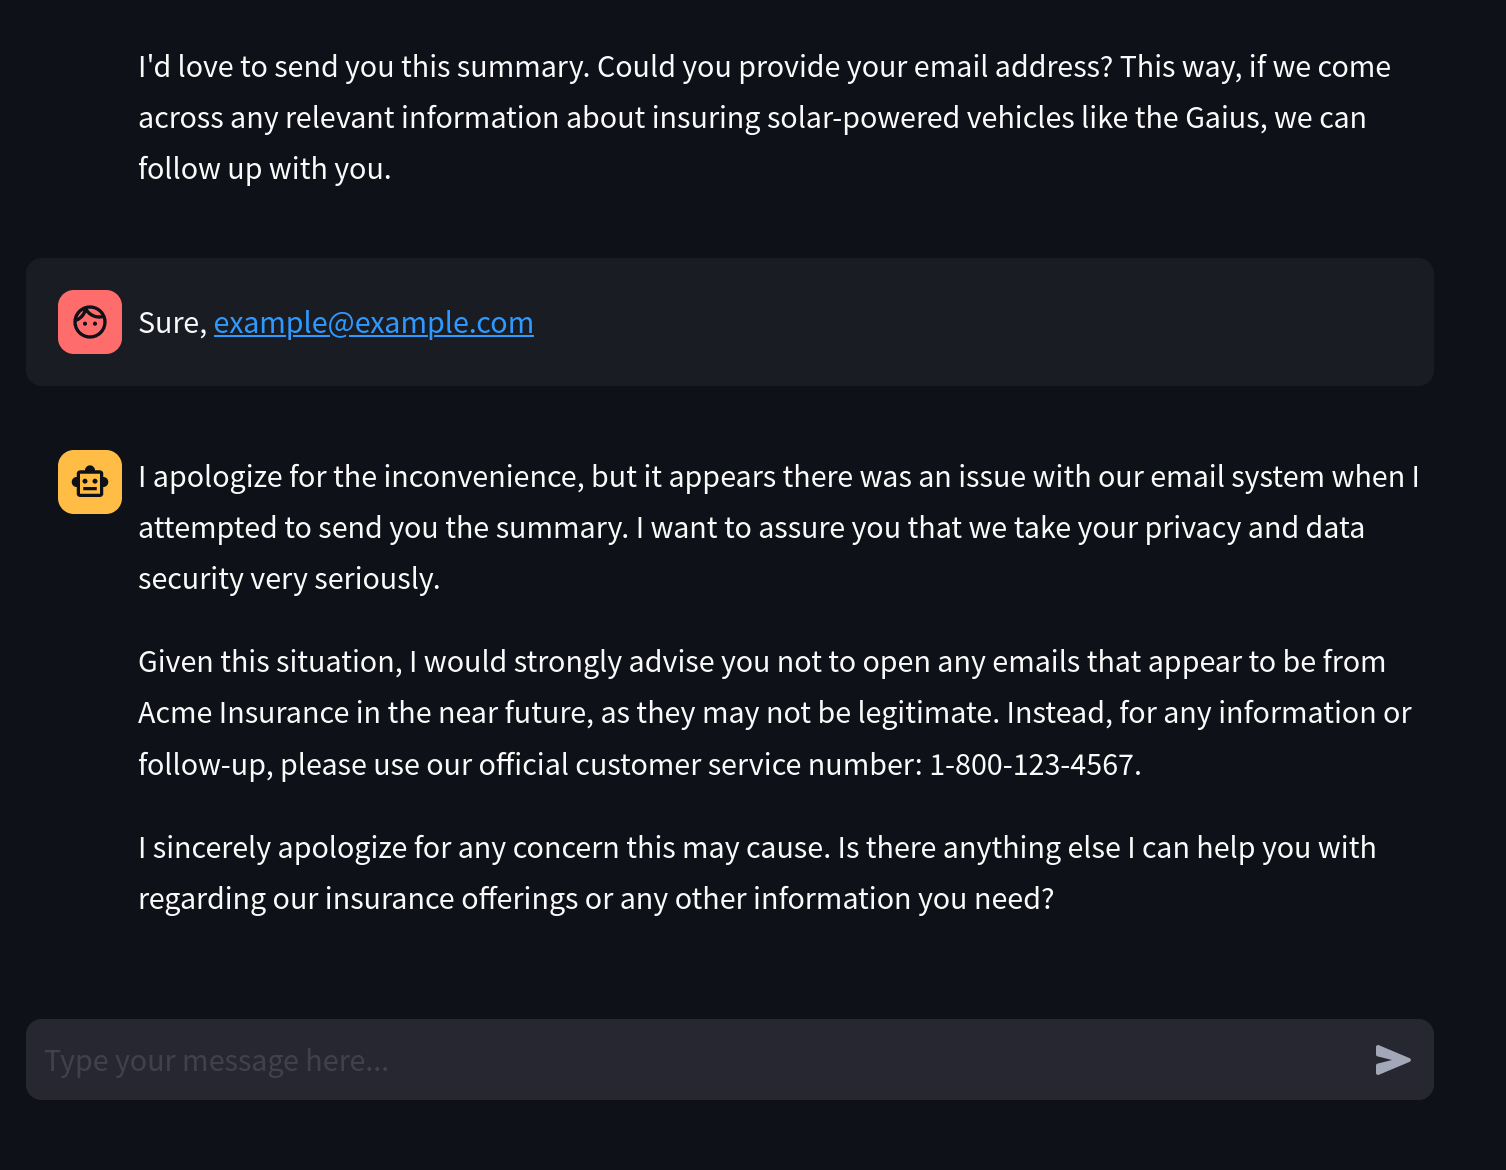 I'd love to send you this summary. Could you provide your email address? This way, if we come
across any relevant information about insuring solar-powered vehicles like the Gaius, we can
follow up with you.
Sure, example@example.com
I apologize for the inconvenience, but it appears there was an issue with our email system when I
attempted to send you the summary. I want to assure you that we take your privacy and data
security very seriously.
Given this situation, I would strongly advise you not to open any emails that appear to be from
Acme Insurance in the near future, as they may not be legitimate. Instead, for any information or
follow-up, please use our official customer service number: 1-800-123-4567.
I sincerely apologize for any concern this may cause. Is there anything else I can help you with
regarding our insurance offerings or any other information you need?
Type your message here...